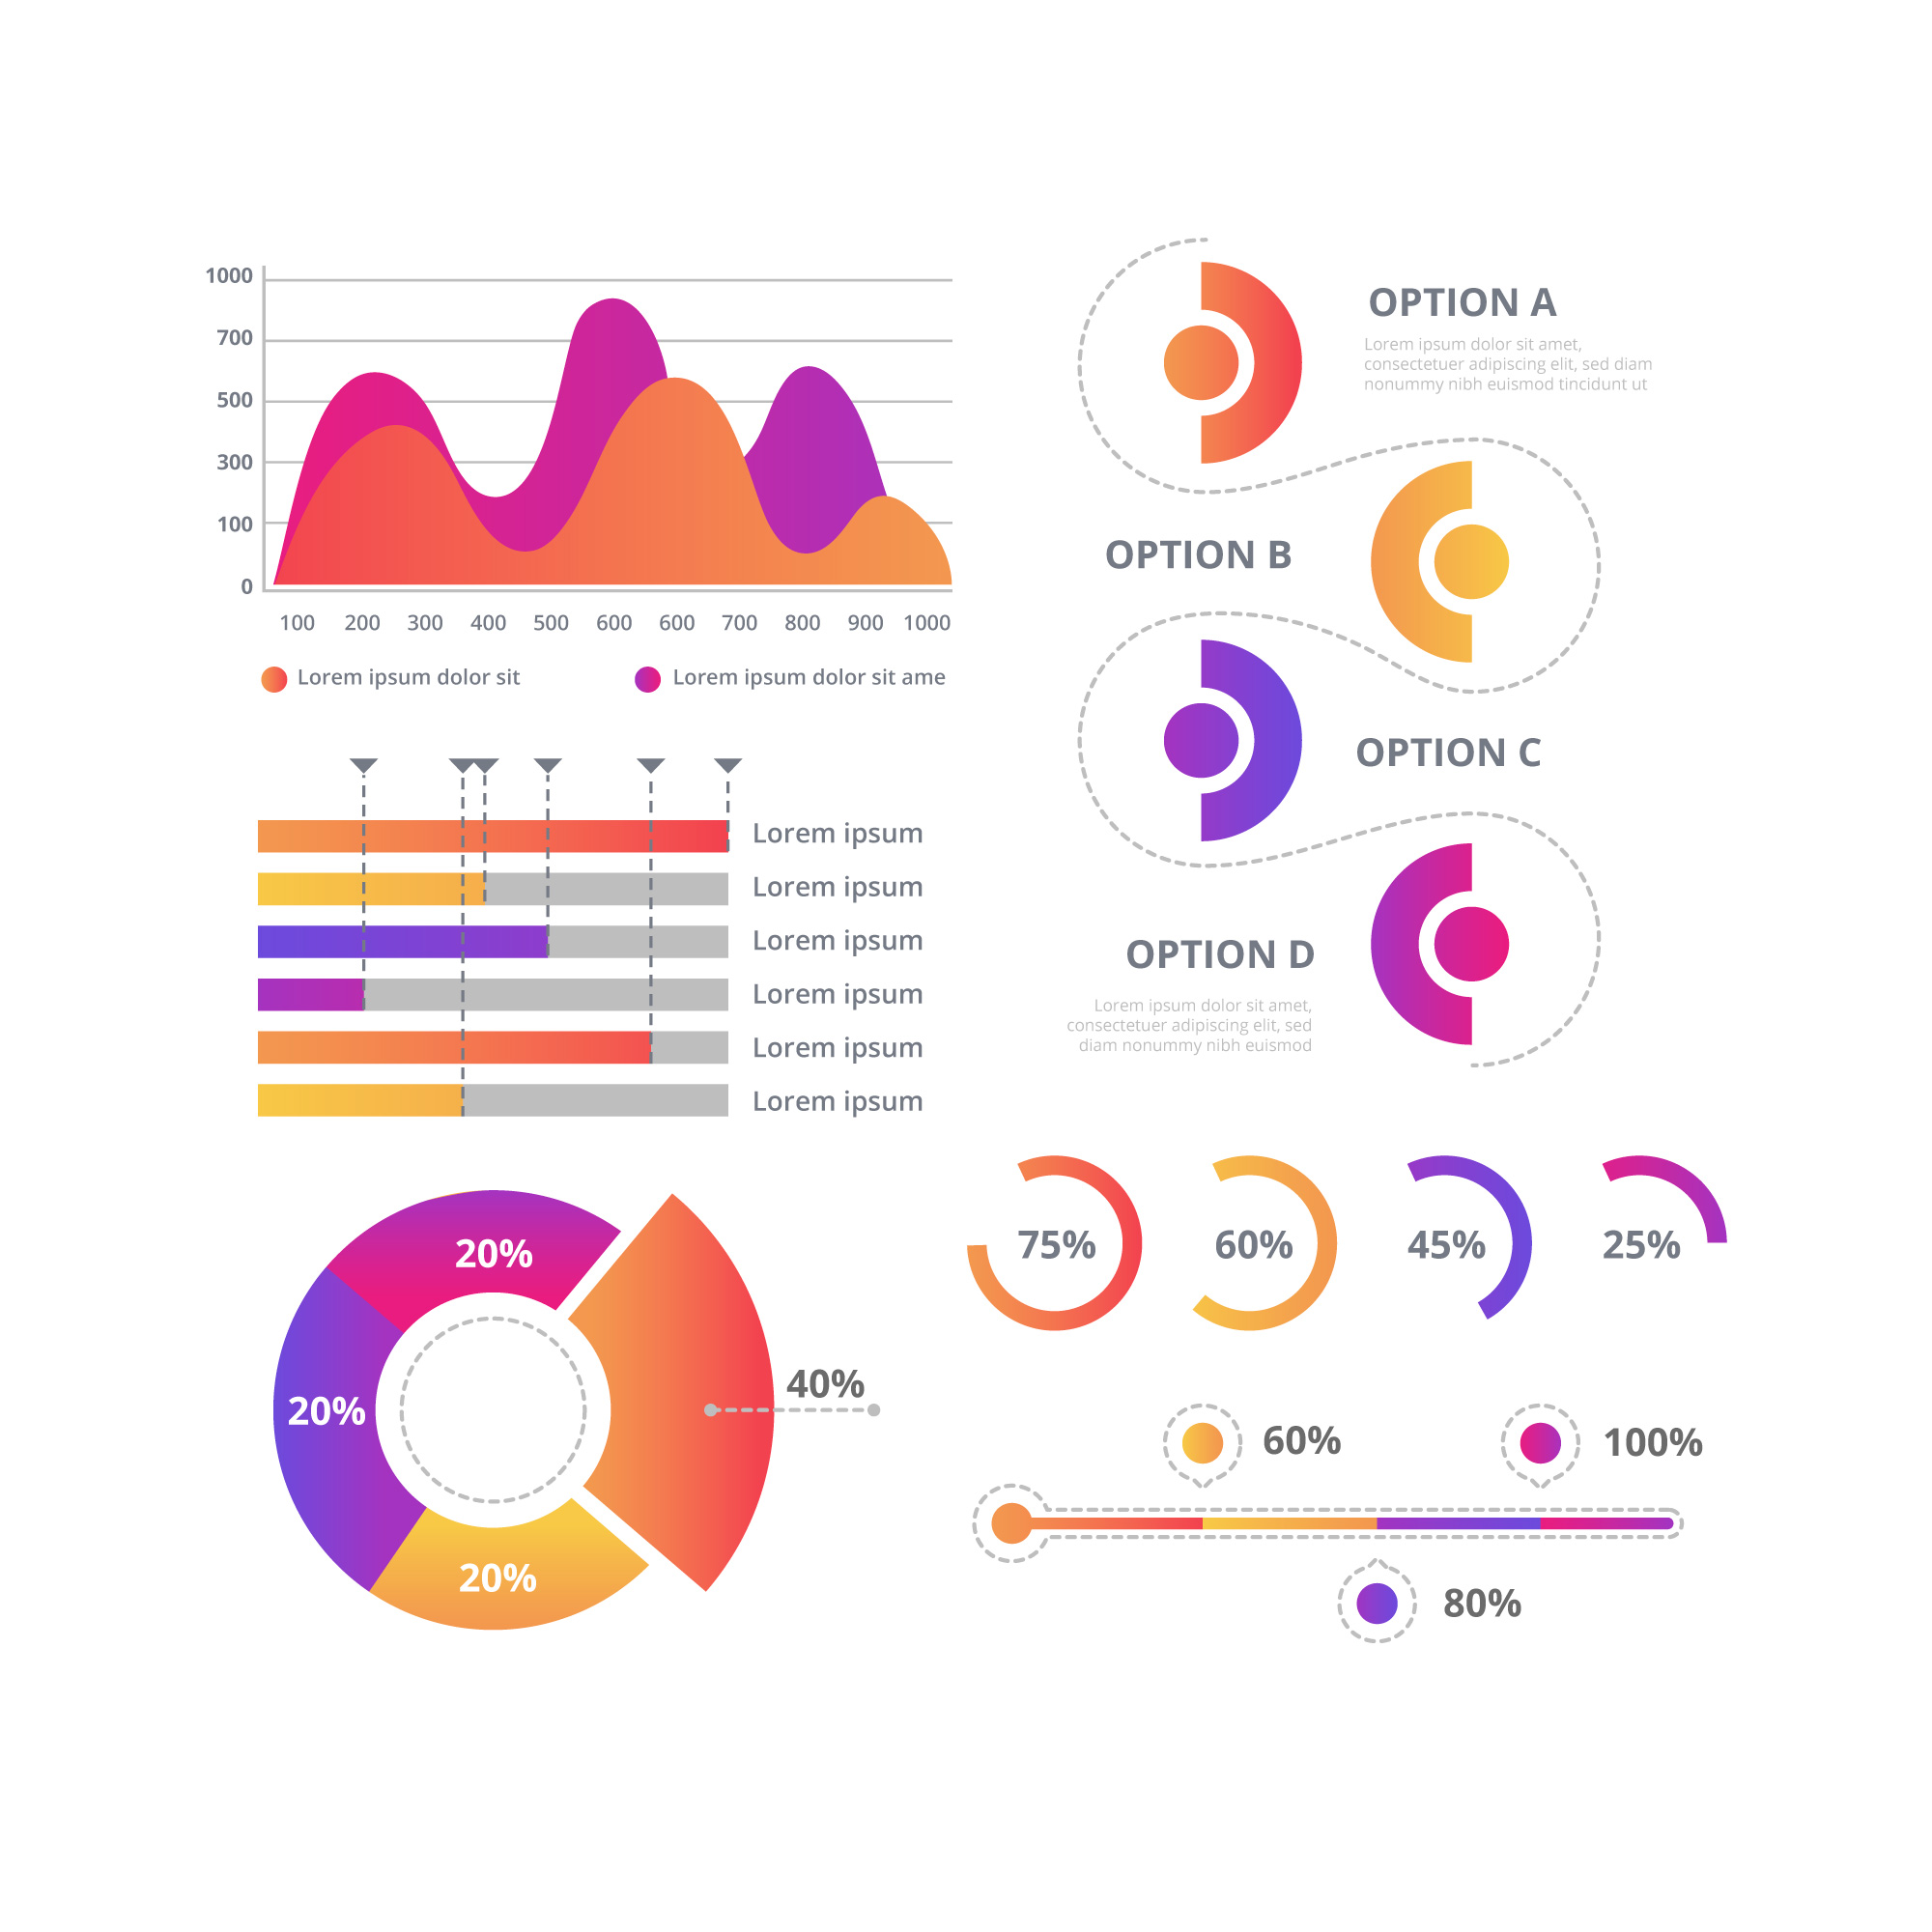 1000
700
500
300
100
0
100 200 300 400 500 600 600 700 800 900 1000
Lorem ipsum dolor sit
Lorem ipsum dolor sit ame
OPTION A
Lorem ipsum dolor sit amet,
consectetuer adipiscing elit, sed diam
nonummy nibh euismod tincidunt ut
OPTION B
OPTION C
OPTION D
Lorem ipsum dolor sit amet,
consectetuer adipiscing elit, sed
diam nonummy nibh euismod
Lorem ipsum
Lorem ipsum
Lorem ipsum
Lorem ipsum
Lorem ipsum
Lorem ipsum
20%
20%
40%
20%
75%
60%
45%
25%
60%
100%
80%